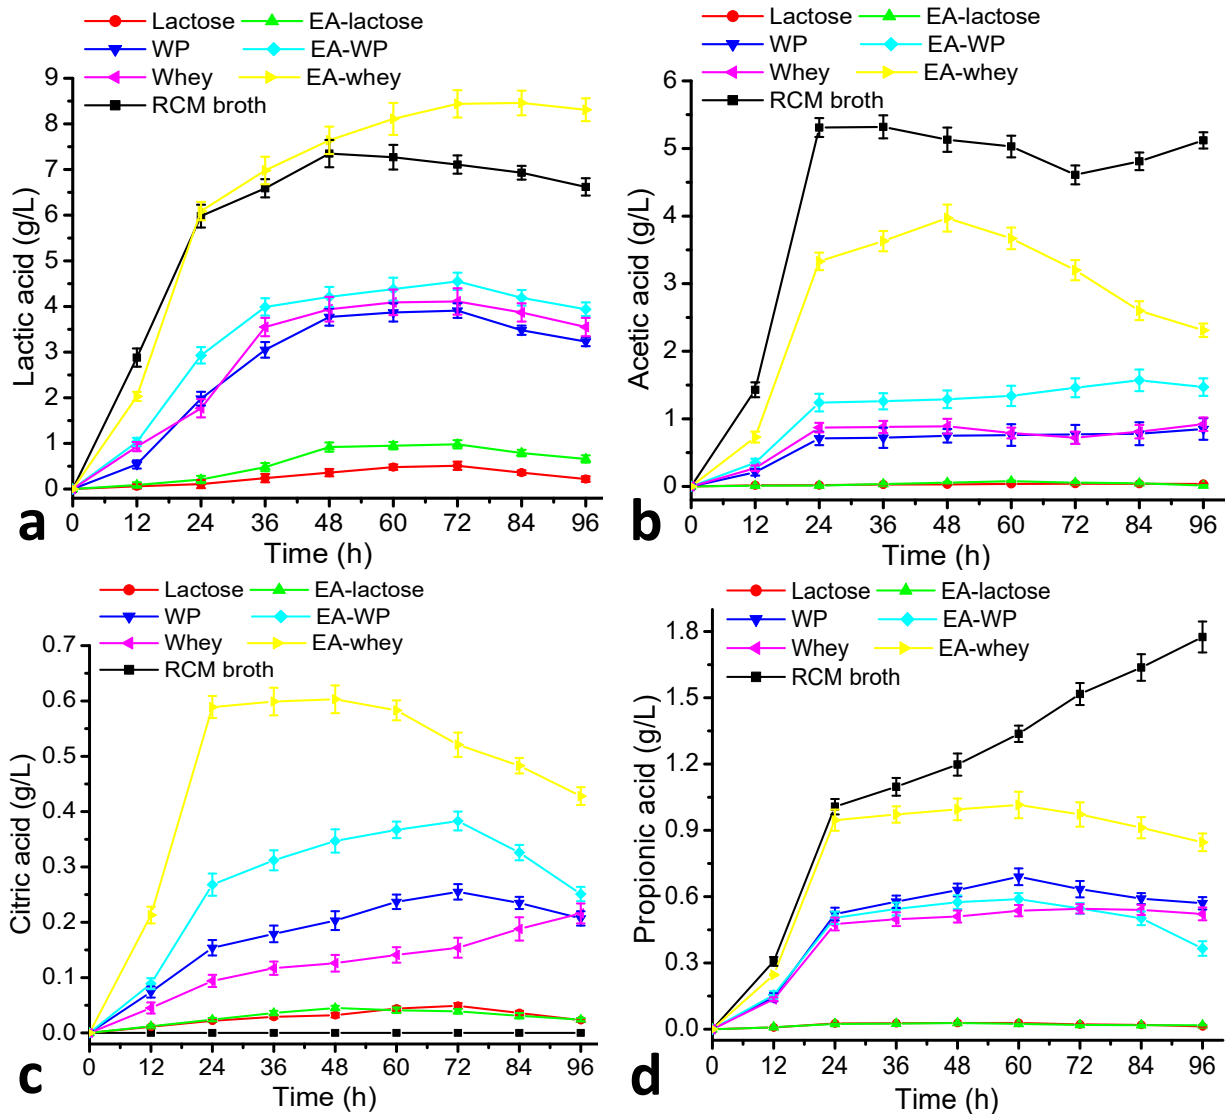 Lactose EA-lactose
WP EA-WP
Whey EA-whey
RCM broth
9
8
7
6
5
4
3
2
1
0
Lactic acid (g/L)
0 12 24 36 48 60 72 84 96
Time (h)
a
Lactose EA-lactose
WP EA-WP
Whey EA-whey
RCM broth
6
5
4
3
2
1
0
Acetic acid (g/L)
0 12 24 36 48 60 72 84 96
Time (h)
b
Lactose EA-lactose
WP EA-WP
Whey EA-whey
RCM broth
0.7
0.6
0.5
0.4
0.3
0.2
0.1
0.0
Citric acid (g/L)
0 12 24 36 48 60 72 84 96
Time (h)
c
Lactose EA-lactose
WP EA-WP
Whey EA-whey
RCM broth
1.8
1.5
1.2
0.9
0.6
0.3
0.0
Propionic acid (g/L)
0 12 24 36 48 60 72 84 96
Time (h)
d